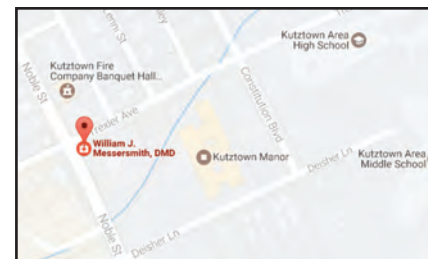 Noble St
Kutztown Area
High School
Kutztown Fire
Company Banquet Hall...
Constitution Blvd
Trexler Ave
William J.
Messersmith, DMD
Kutztown Manor
Deisher Ln
Kutztown Area
Middle School
Noble St
Deisher Ln